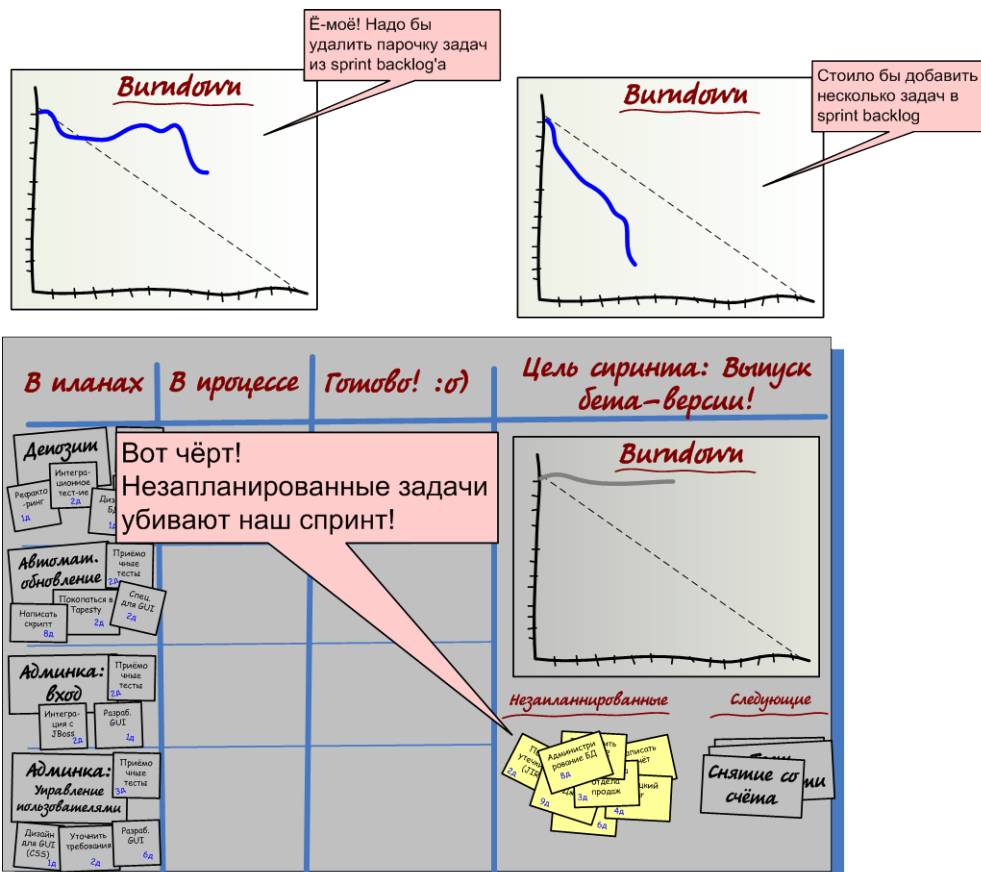 Ё-моё! Надо бы
удалить парочку задач
из sprint backlog'а
Burndown
Стоило бы добавить
несколько задач в
sprint backlog
Burndown
В планах
В процессе
Готово! :о)
Цель спринта: Выпуск
бета-версии!
Вот чёрт!
Незапланированные задачи
убивают наш спринт!
Burndown
Депозит
Интегра-
ционное
тест-ие
2д
Рефакто
-ринг
1д
Автомат.
обновление
Приёмо
чные
тесты
2д
Написать
скрипт
8д
Покопаться в
Tapesty
2д
Спец.
для GUI
2д
Админка:
вход
Приёмо
чные
тесты
2д
Интегра-
ция с
JBoss
2д
Разраб.
GUI
1д
Админка:
Управление
пользователями
Приёмо
чные
тесты
3д
Дизайн
для GUI
(CSS)
1д
Уточнить
требования
2д
Разраб.
GUI
6д
Незапланнированные
2д
Администри
рование БД
8д
отдела
продаж
3д
9д
4д
6д
Следующие
Снятие со
счёта